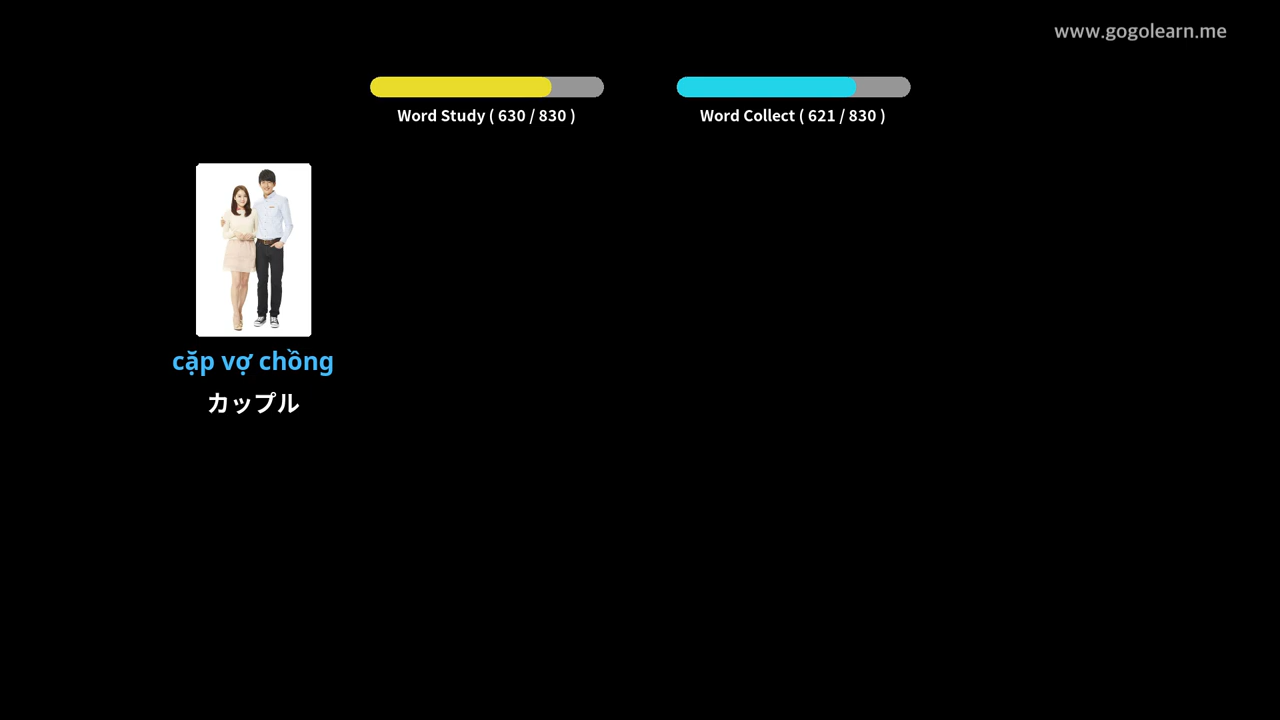 www.gogolearn.me
Word Study ( 630 / 830 )
Word Collect ( 621 / 830 )
cặp vợ chồng
カップル